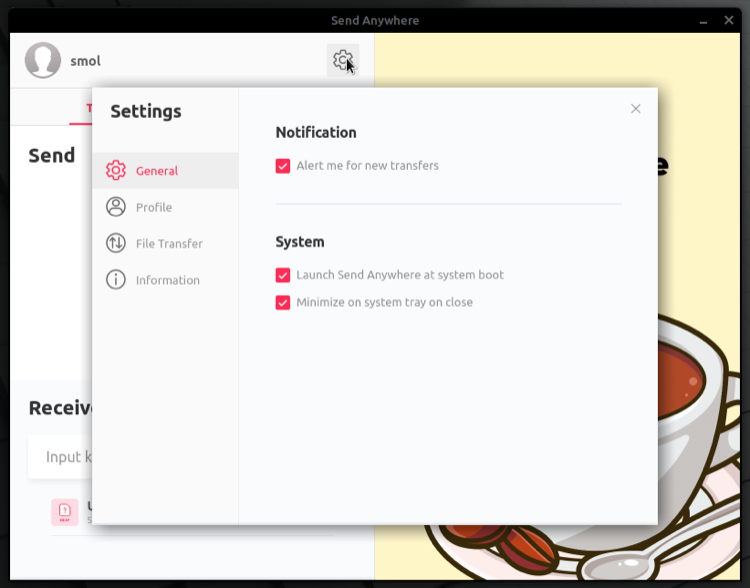 Send Anywhere
smol
Settings
General
Profile
File Transfer
Information
Notification
Alert me for new transfers
System
Launch Send Anywhere at system boot
Minimize on system tray on close
Send
Receiv
Input k